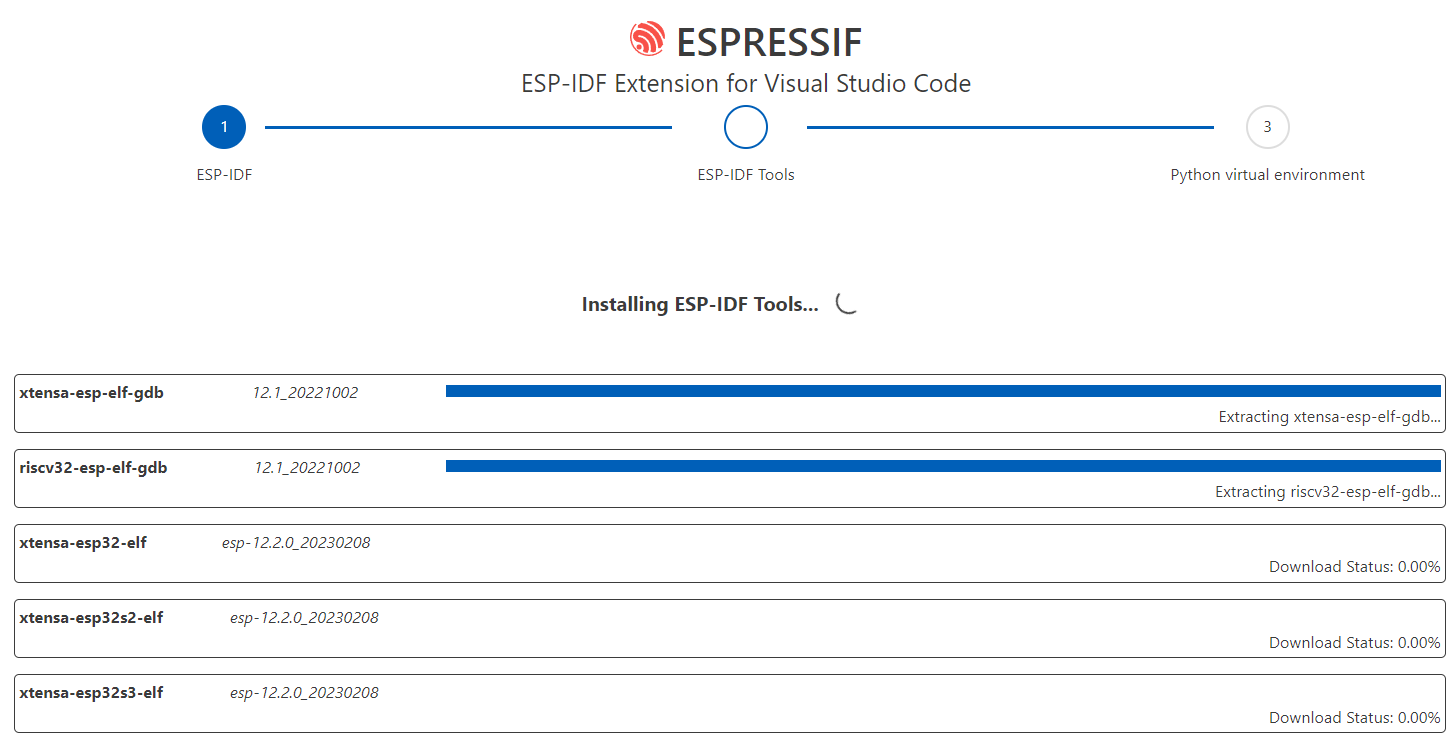 ESPRESSIF
ESP-IDF Extension for Visual Studio Code
1
3
ESP-IDF
ESP-IDF Tools
Python virtual environment
Installing ESP-IDF Tools...
xtensa-esp-elf-gdb 12.1_20221002
Extracting xtensa-esp-elf-gdb...
riscv32-esp-elf-gdb 12.1_20221002
Extracting riscv32-esp-elf-gdb...
xtensa-esp32-elf esp-12.2.0_20230208
Download Status: 0.00%
xtensa-esp32s2-elf esp-12.2.0_20230208
Download Status: 0.00%
xtensa-esp32s3-elf esp-12.2.0_20230208
Download Status: 0.00%